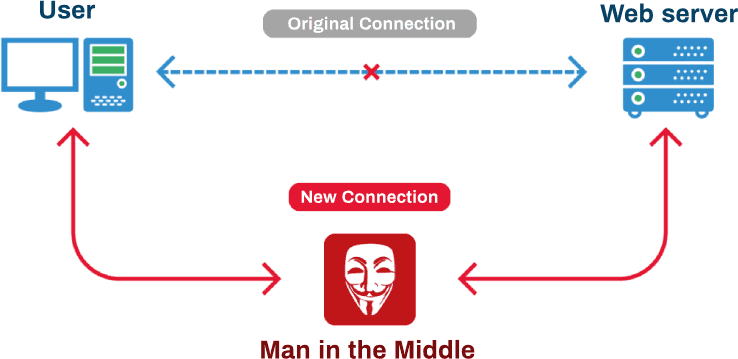 User
Original Connection
Web server
New Connection
Man in the Middle